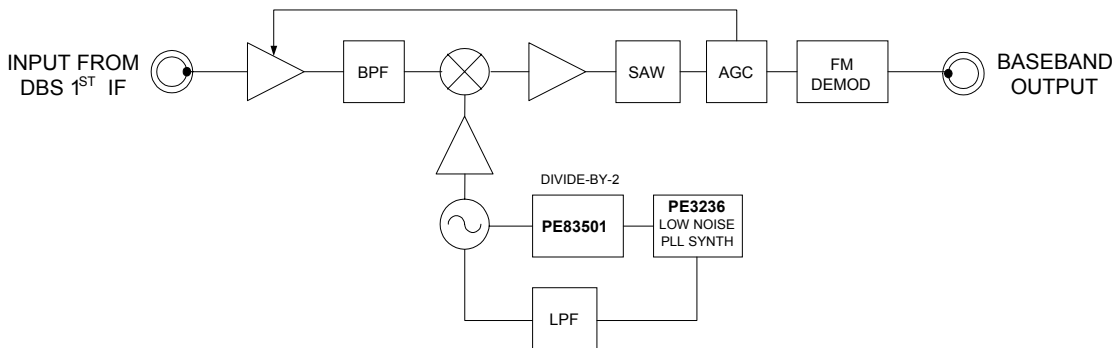 INPUT FROM
DBS 1ST IF
BPF
SAW
AGC
FM
DEMOD
BASEBAND
OUTPUT
DIVIDE-BY-2
PE83501
PE3236
LOW NOISE
PLL SYNTH
LPF